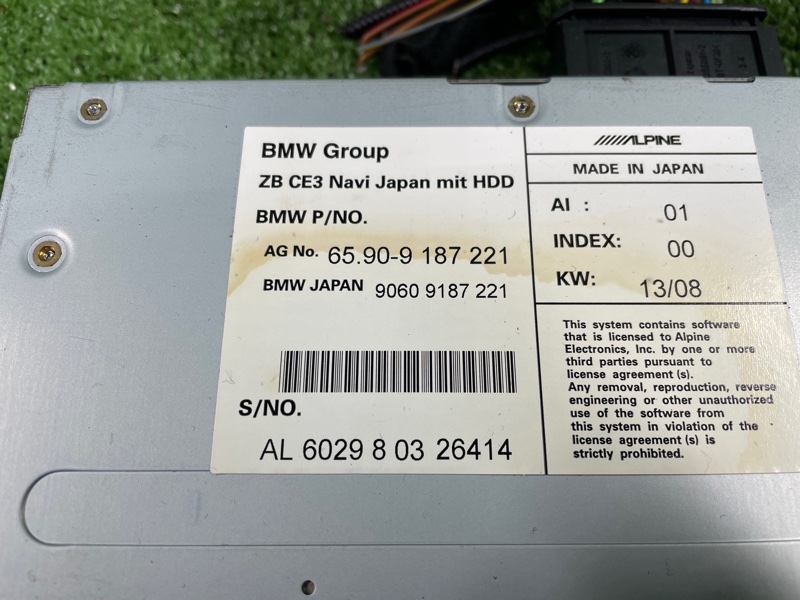 BMW Group
ZB CE3 Navi Japan mit HDD
BMW P/NO.
AG No. 65.90-9 187 221
BMW JAPAN 9060 9187 221
S/NO.
AL 6029 8 03 26414
ALPINE
MADE IN JAPAN
AI : 01
INDEX: 00
KW: 13/08
This system contains software
that is licensed to Alpine
Electronics, Inc. by one or more
third parties pursuant to
license agreement (s).
Any removal, reproduction, reverse
engineering or other unauthorized
use of the software from
this system in violation of the
license agreement (s) is
strictly prohibited.